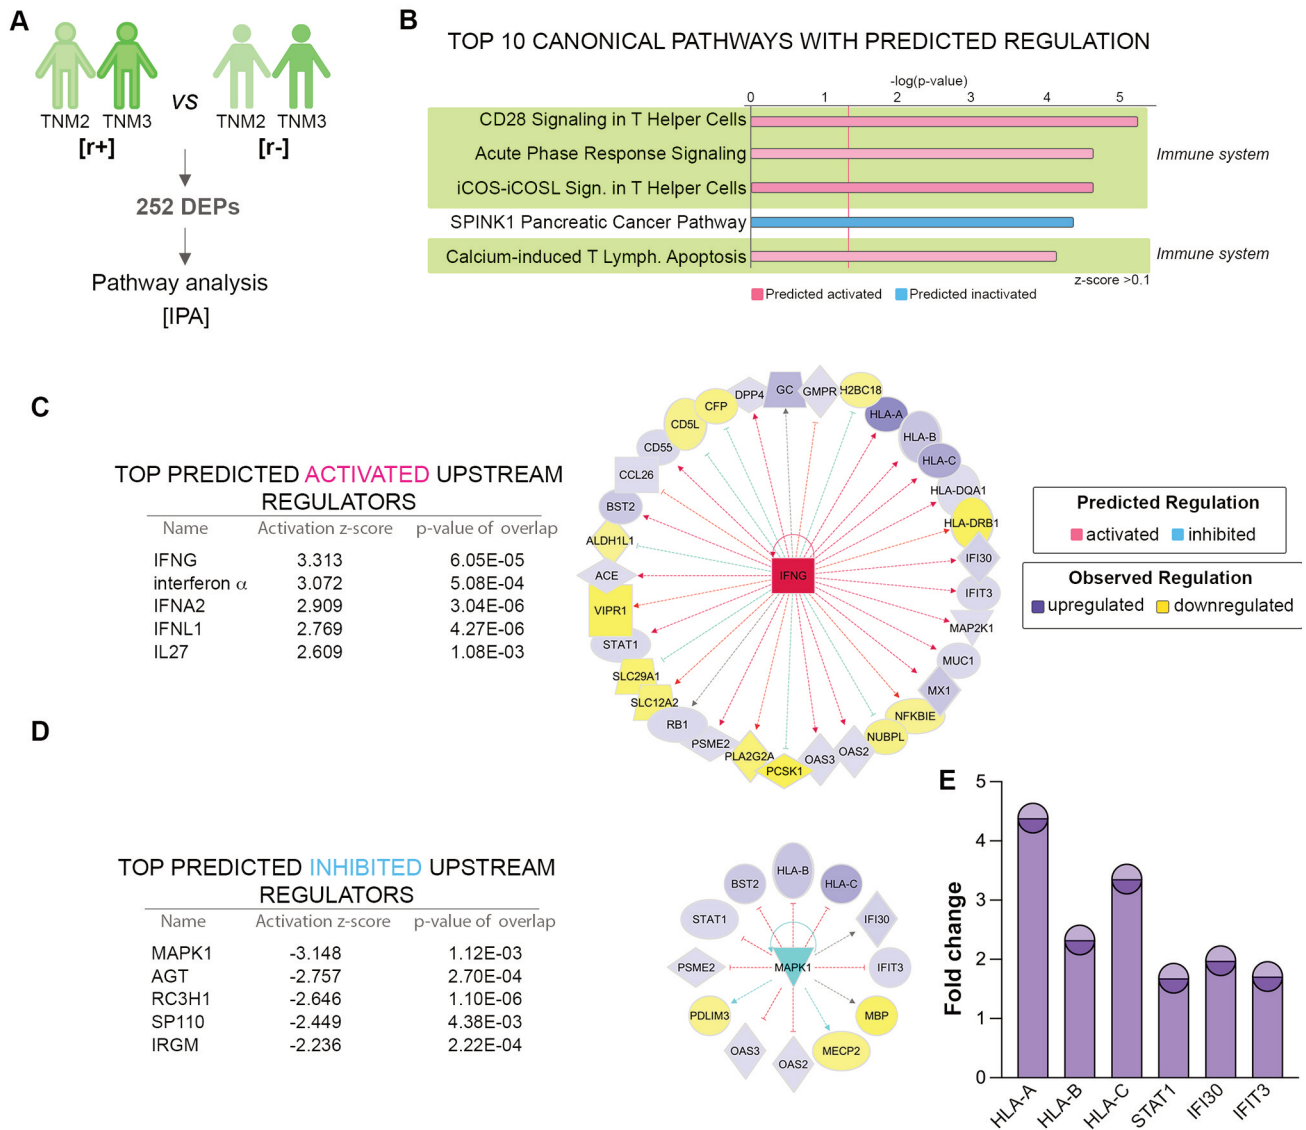 A
TNM2 TNM3 vs TNM2 TNM3
[r+] [r-]
252 DEPs
Pathway analysis
[IPA]
B
TOP 10 CANONICAL PATHWAYS WITH PREDICTED REGULATION
-log(p-value)
0 1 2 3 4 5
CD28 Signaling in T Helper Cells
Acute Phase Response Signaling
Immune system
iCOS-iCOSL Sign. in T Helper Cells
SPINK1 Pancreatic Cancer Pathway
Calcium-induced T Lymph. Apoptosis
Immune system
z-score >0.1
Predicted activated Predicted inactivated
C
TOP PREDICTED ACTIVATED UPSTREAM
REGULATORS
Name Activation z-score p-value of overlap
IFNG 3.313 6.05E-05
interferon α 3.072 5.08E-04
IFNA2 2.909 3.04E-06
IFNL1 2.769 4.27E-06
IL27 2.609 1.08E-03
IFNG
GC
GMPR
H2BC18
HLA-A
HLA-B
HLA-C
HLA-DQA1
HLA-DRB1
IFI30
IFIT3
MAP2K1
MUC1
MX1
NFKBIE
NUBPL
OAS2
OAS3
PCSK1
PLA2G2A
PSME2
RB1
SLC12A2
SLC29A1
STAT1
VIPR1
ACE
ALDH1L1
BST2
CCL26
CD55
CD5L
CFP
DPP4
Predicted Regulation
activated inhibited
Observed Regulation
upregulated downregulated
D
TOP PREDICTED INHIBITED UPSTREAM
REGULATORS
Name Activation z-score p-value of overlap
MAPK1 -3.148 1.12E-03
AGT -2.757 2.70E-04
RC3H1 -2.646 1.10E-06
SP110 -2.449 4.38E-03
IRGM -2.236 2.22E-04
MAPK1
HLA-B
HLA-C
IFI30
IFIT3
MBP
MECP2
OAS2
OAS3
PDLIM3
PSME2
STAT1
BST2
E
Fold change
5
4
3
2
1
0
HLA-A
HLA-B
HLA-C
STAT1
IFI30
IFIT3